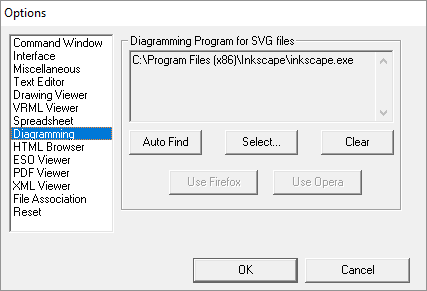 Options
Command Window
Interface
Miscellaneous
Text Editor
Drawing Viewer
VRML Viewer
Spreadsheet
Diagramming
HTML Browser
ESO Viewer
PDF Viewer
XML Viewer
File Association
Reset
Diagramming Program for SVG files
C:\Program Files (x86)\Inkscape\inkscape.exe
Auto Find
Select...
Clear
Use Firefox
Use Opera
OK
Cancel